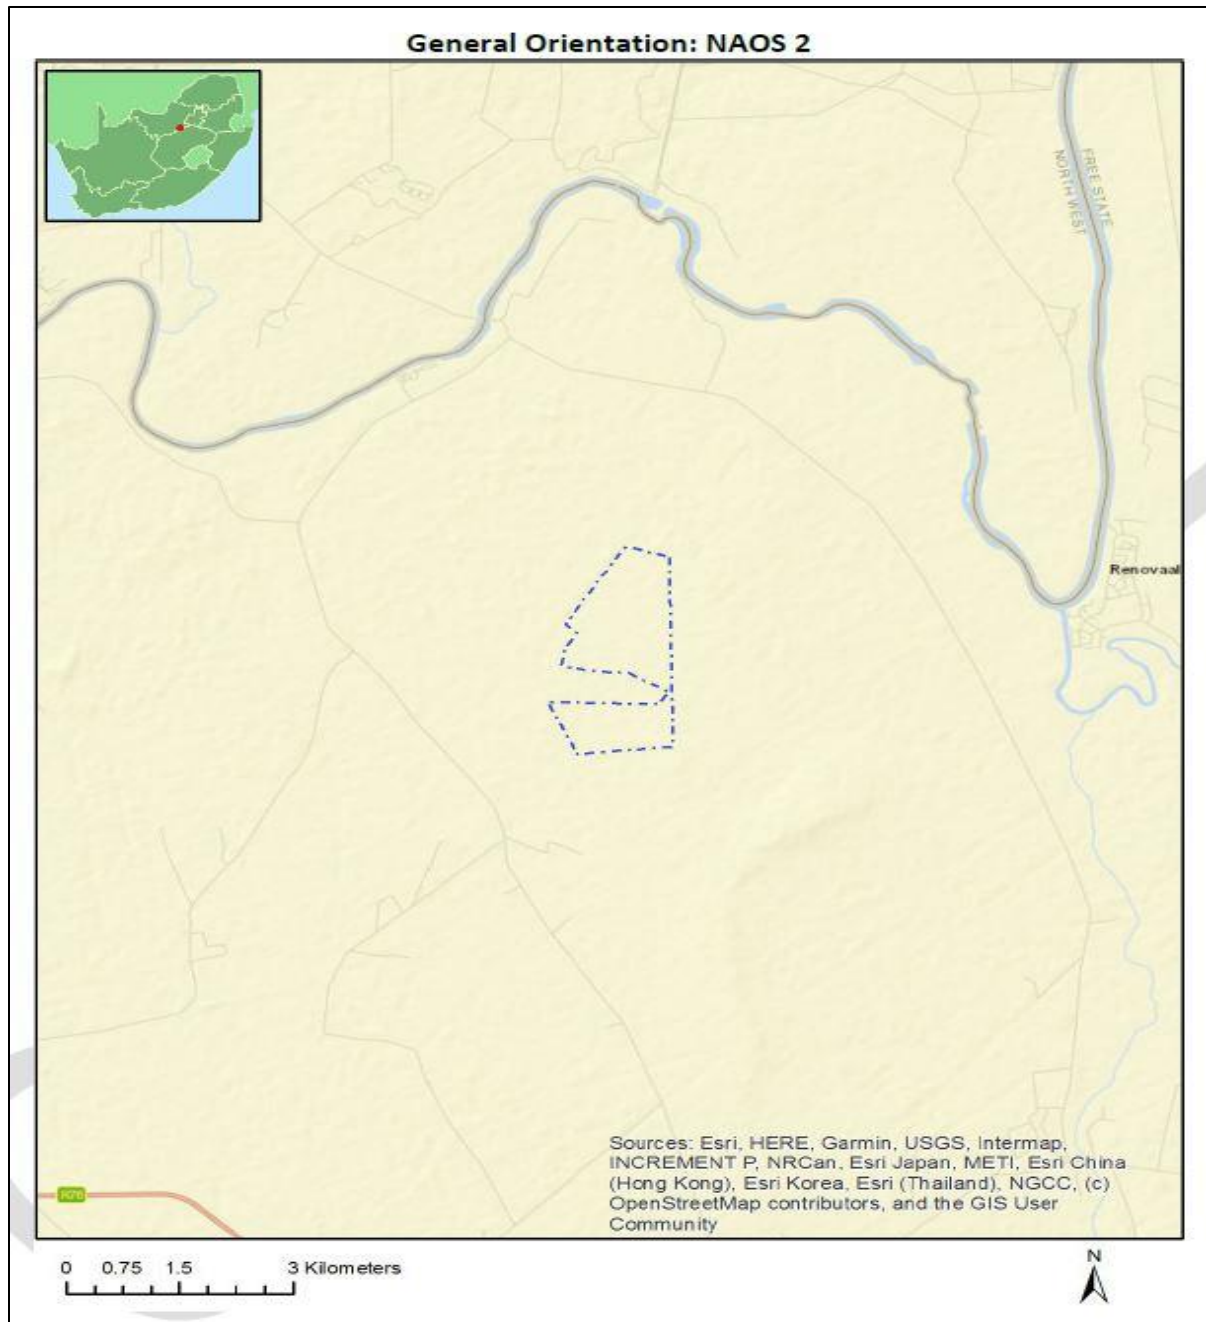 General Orientation: NAOS 2
FREE STATE
NORTH WEST
Renovaal
R76
Sources: Esri, HERE, Garmin, USGS, Intermap,
INCREMENT P, NRCan, Esri Japan, METI, Esri China
(Hong Kong), Esri Korea, Esri (Thailand), NGCC, (c)
OpenStreetMap contributors, and the GIS User
Community
0 0.75 1.5 3 Kilometers
N